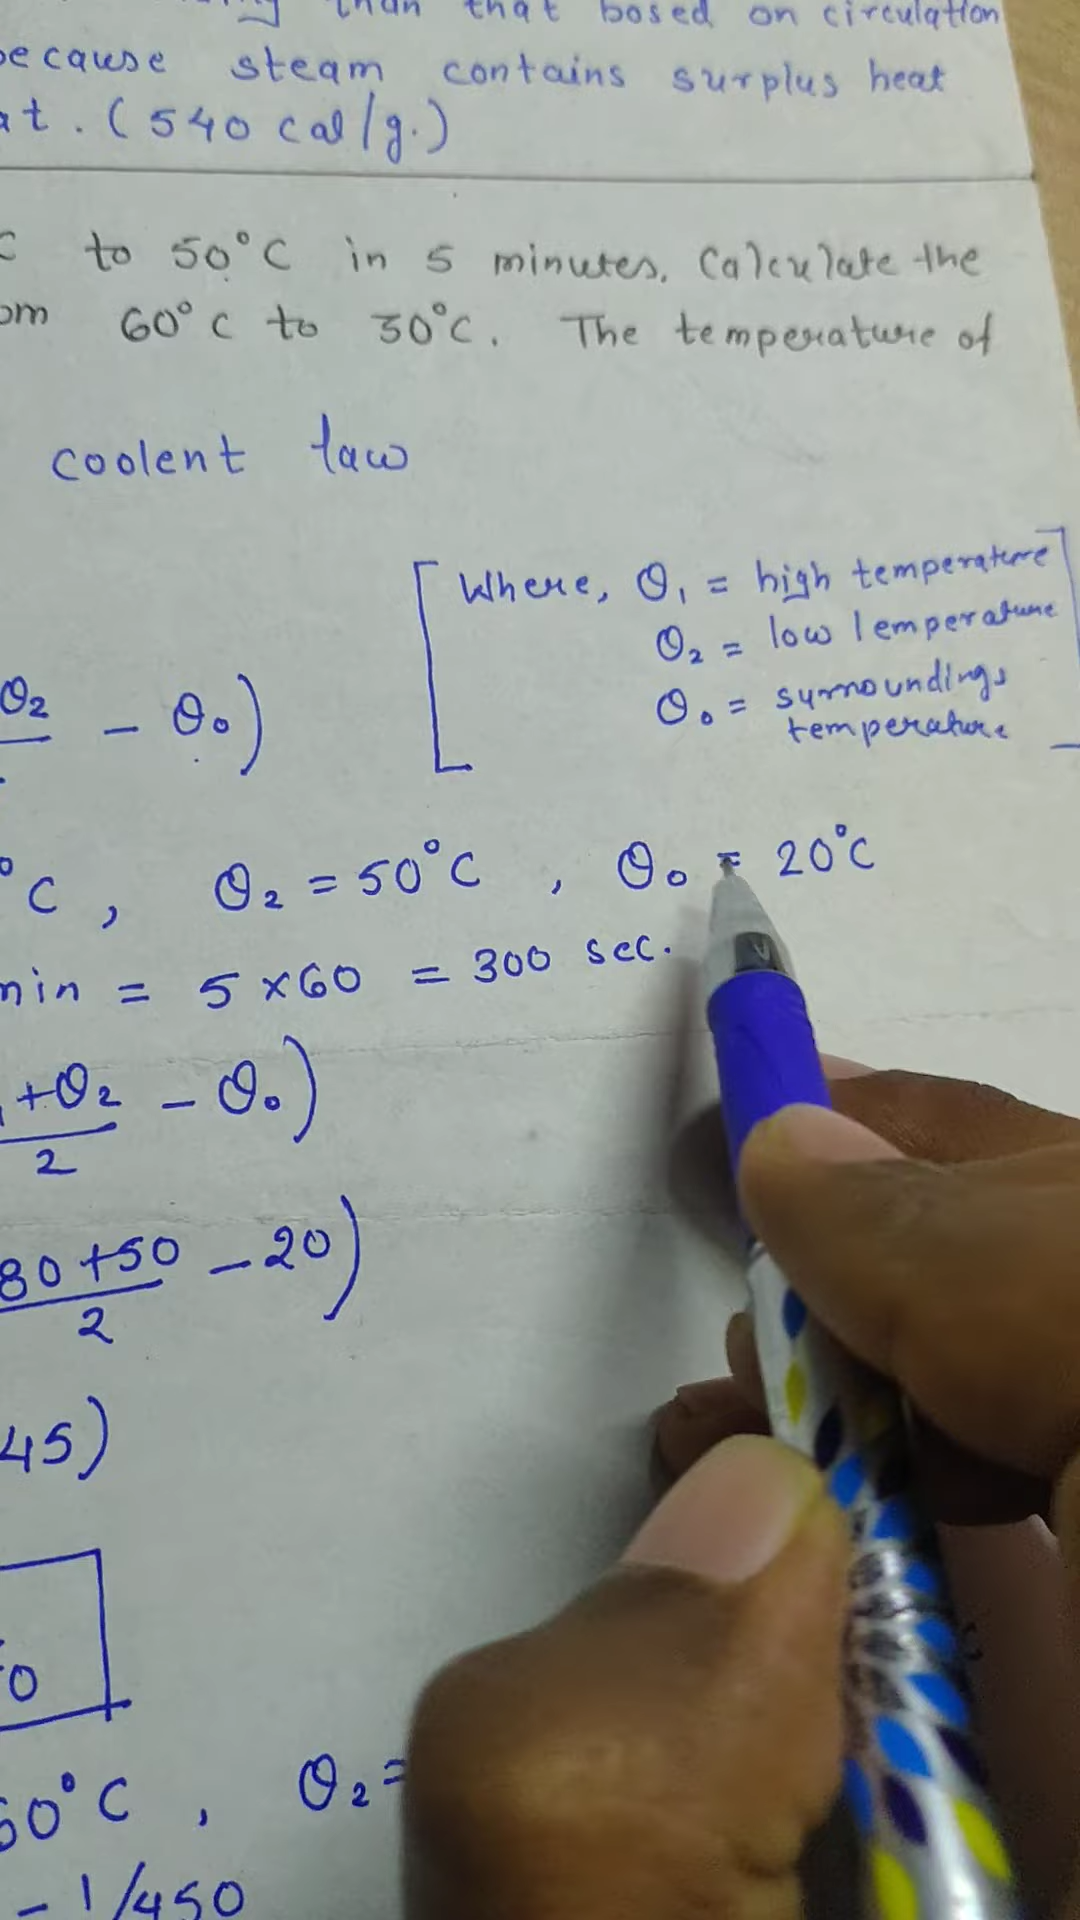 than that bosed on circulation
because steam contains surplus heat
at. (540 cal/g.)
C to 50°C in 5 minutes. Calculate the
om 60°C to 30°C. The temperature of
coolent law
[Where, θ₁ = high temperature]
θ₂ = low temperature
θ₀ = surroundings
temperature
θ₂ - θ₀)
°C, θ₂ = 50°C, θ₀ = 20°C
min = 5×60 = 300 sec.
+θ₂ - θ₀)
2
80+50 - 20)
2
45)
0
60°C, θ₂ =
- 1/450